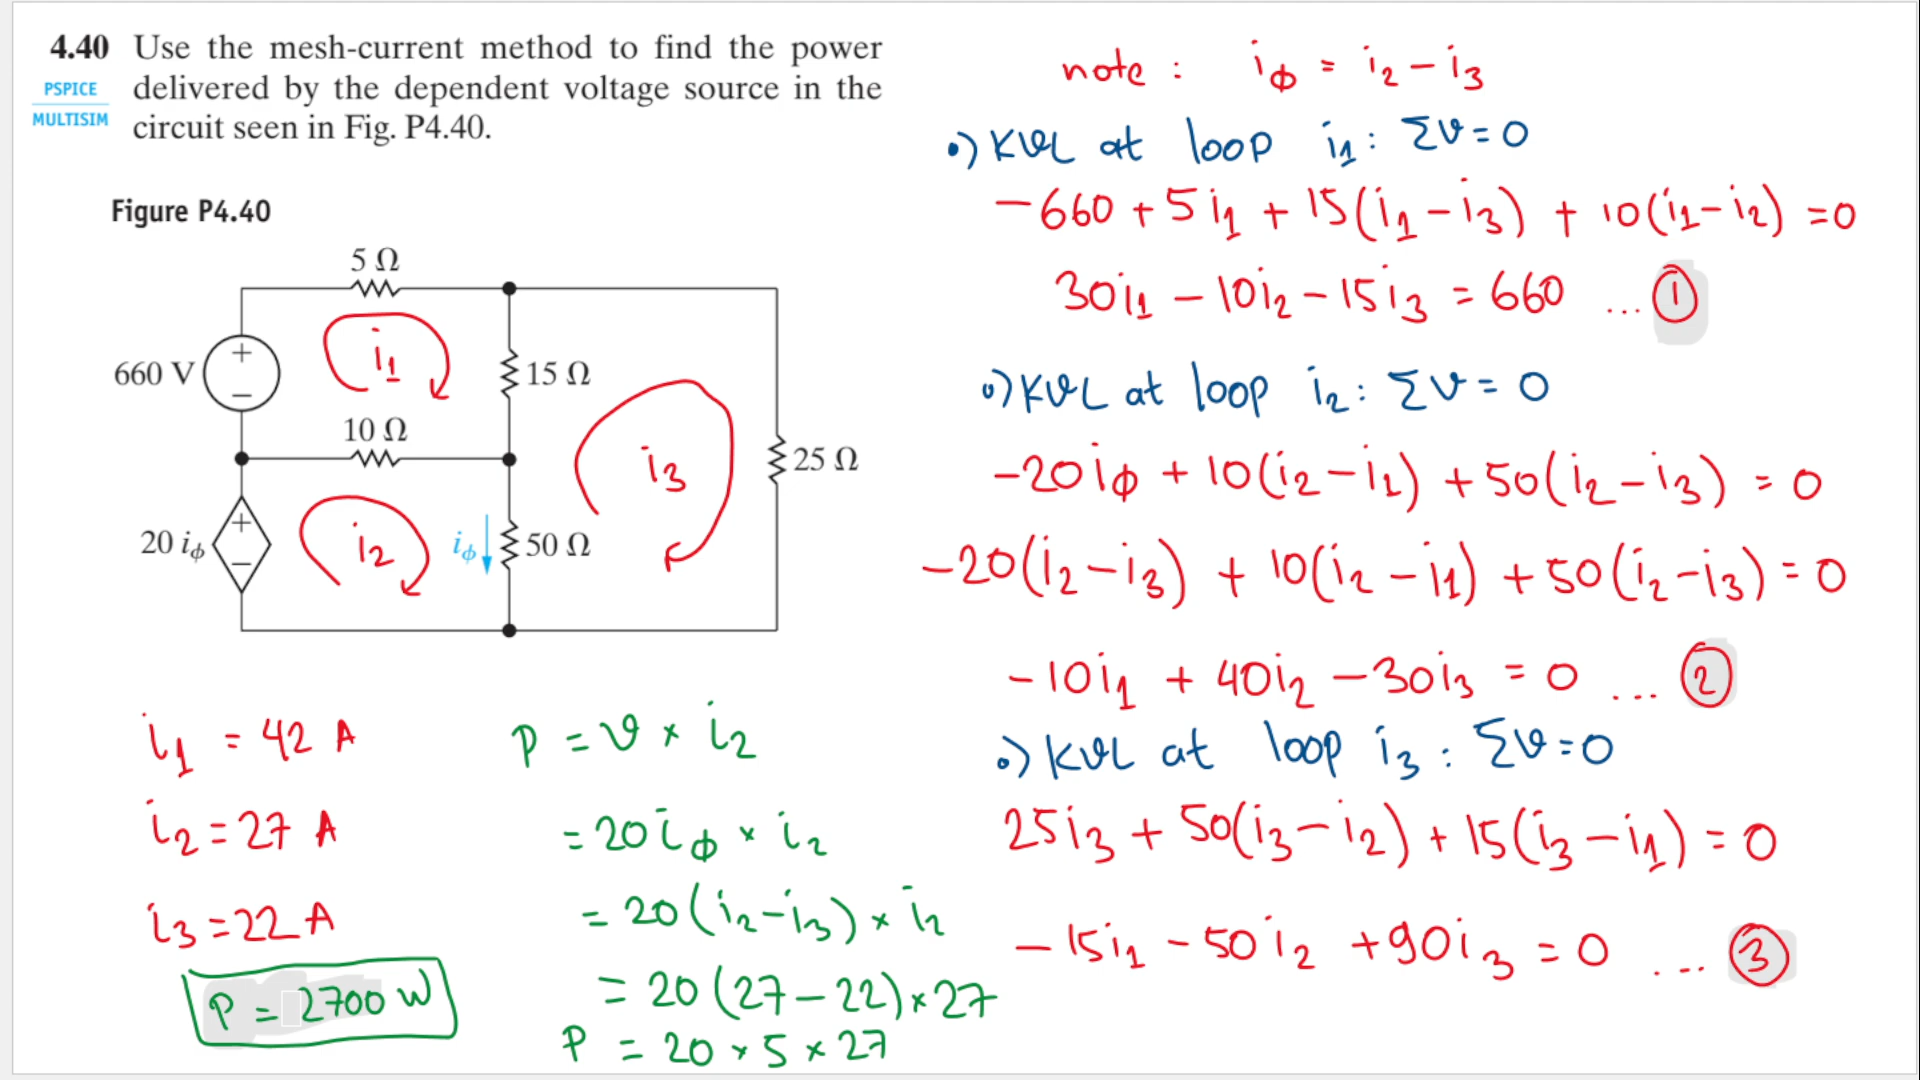 4.40 Use the mesh-current method to find the power
PSPICE delivered by the dependent voltage source in the
MULTISIM circuit seen in Fig. P4.40.
Figure P4.40
5 Ω
660 V
+
−
i1
15 Ω
10 Ω
i3
25 Ω
20 iϕ
+
−
i2
iϕ
50 Ω
i1 = 42 A
i2 = 27 A
i3 = 22 A
P = 2700 W
P = v × i2
= 20 iϕ × i2
= 20 (i2 − i3) × i2
= 20 (27 − 22) × 27
P = 20 × 5 × 27
note : iϕ = i2 − i3
•) KVL at loop i1 : Σv = 0
−660 + 5i1 + 15(i1 − i3) + 10(i1 − i2) = 0
30i1 − 10i2 − 15i3 = 660 ... 1
•) KVL at loop i2 : Σv = 0
−20iϕ + 10(i2 − i1) + 50(i2 − i3) = 0
−20(i2 − i3) + 10(i2 − i1) + 50(i2 − i3) = 0
−10i1 + 40i2 − 30i3 = 0 ... 2
•) KVL at loop i3 : Σv = 0
25i3 + 50(i3 − i2) + 15(i3 − i1) = 0
−15i1 − 50i2 + 90i3 = 0 ... 3